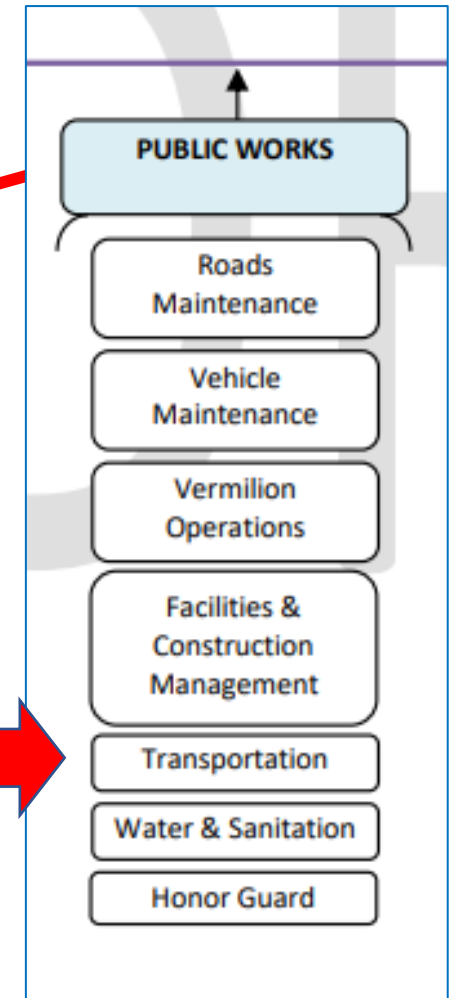 PUBLIC WORKS
Roads
Maintenance
Vehicle
Maintenance
Vermilion
Operations
Facilities &
Construction
Management
Transportation
Water & Sanitation
Honor Guard